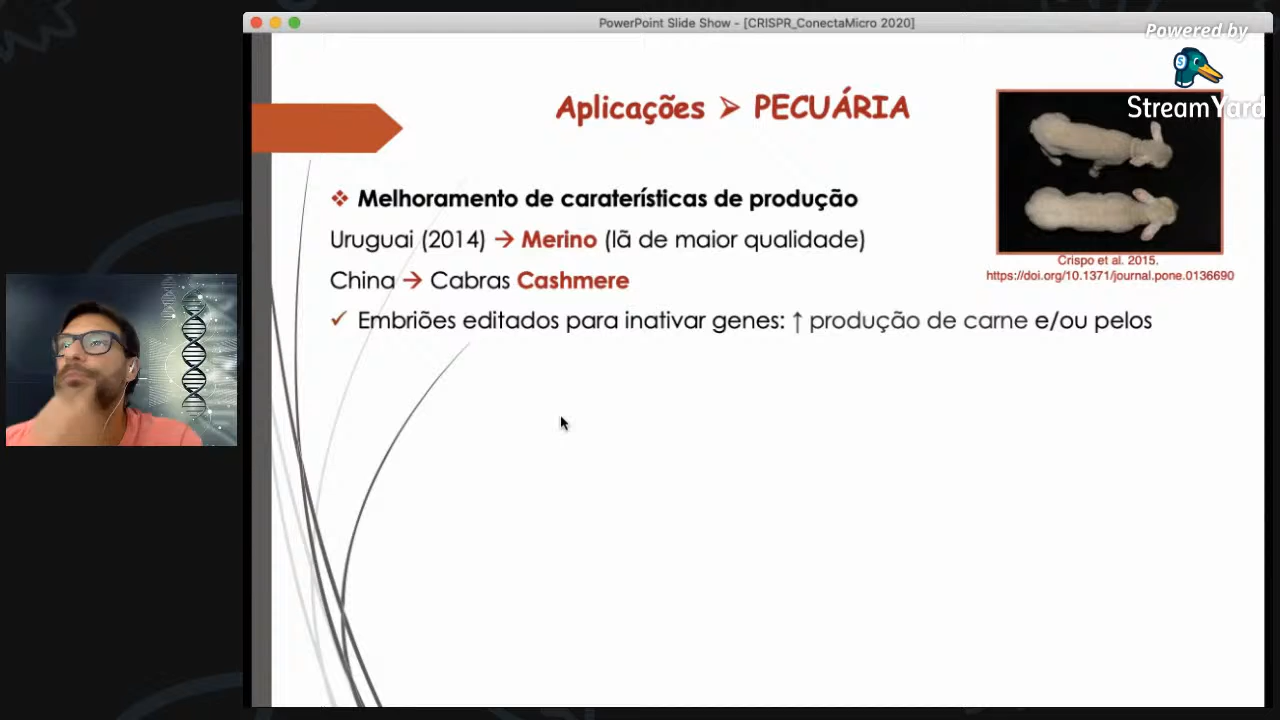 PowerPoint Slide Show - [CRISPR_ConectaMicro 2020]
Powered by
StreamYard
Aplicações ➢ PECUÁRIA
❖ Melhoramento de caraterísticas de produção
Uruguai (2014) → Merino (lã de maior qualidade)
China → Cabras Cashmere
✓ Embriões editados para inativar genes: ↑ produção de carne e/ou pelos
Crispo et al. 2015.
https://doi.org/10.1371/journal.pone.0136690